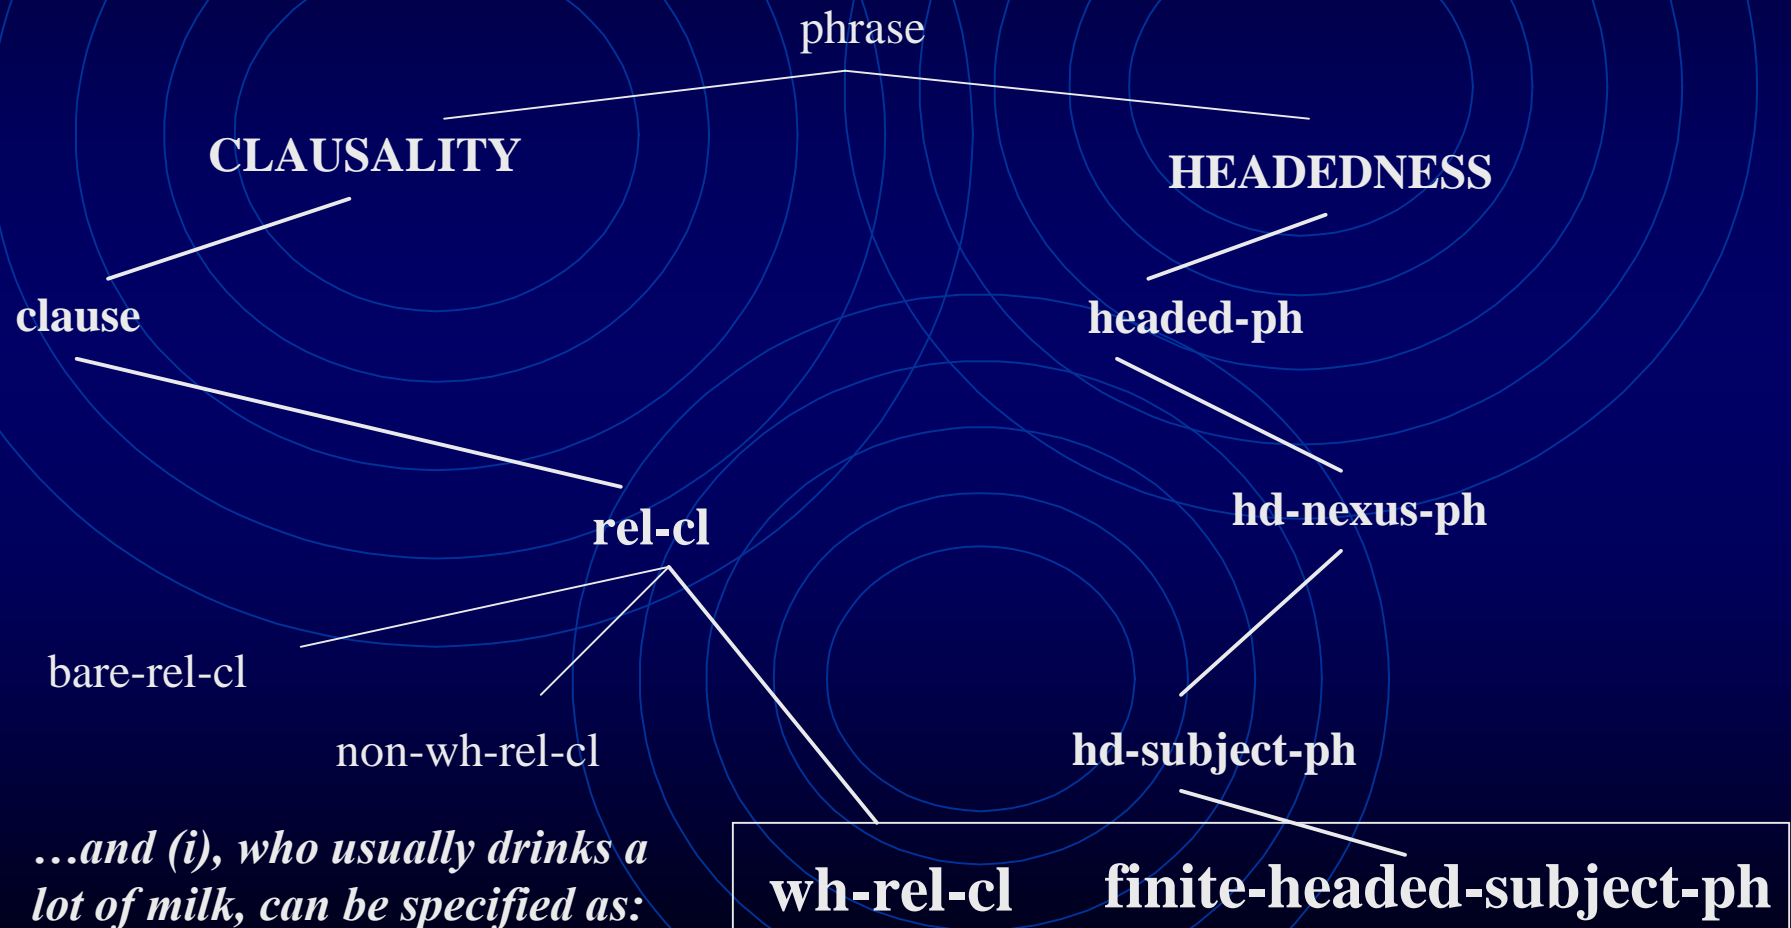 phrase
CLAUSALITY
HEADEDNESS
clause
headed-ph
rel-cl
hd-nexus-ph
bare-rel-cl
non-wh-rel-cl
hd-subject-ph
…and (i), who usually drinks a
lot of milk, can be specified as:
wh-rel-cl finite-headed-subject-ph